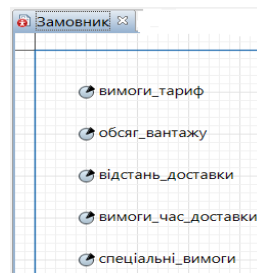 Замовник
вимоги_тариф
обсяг_вантажу
відстань_доставки
вимоги_час_доставки
спеціальні_вимоги